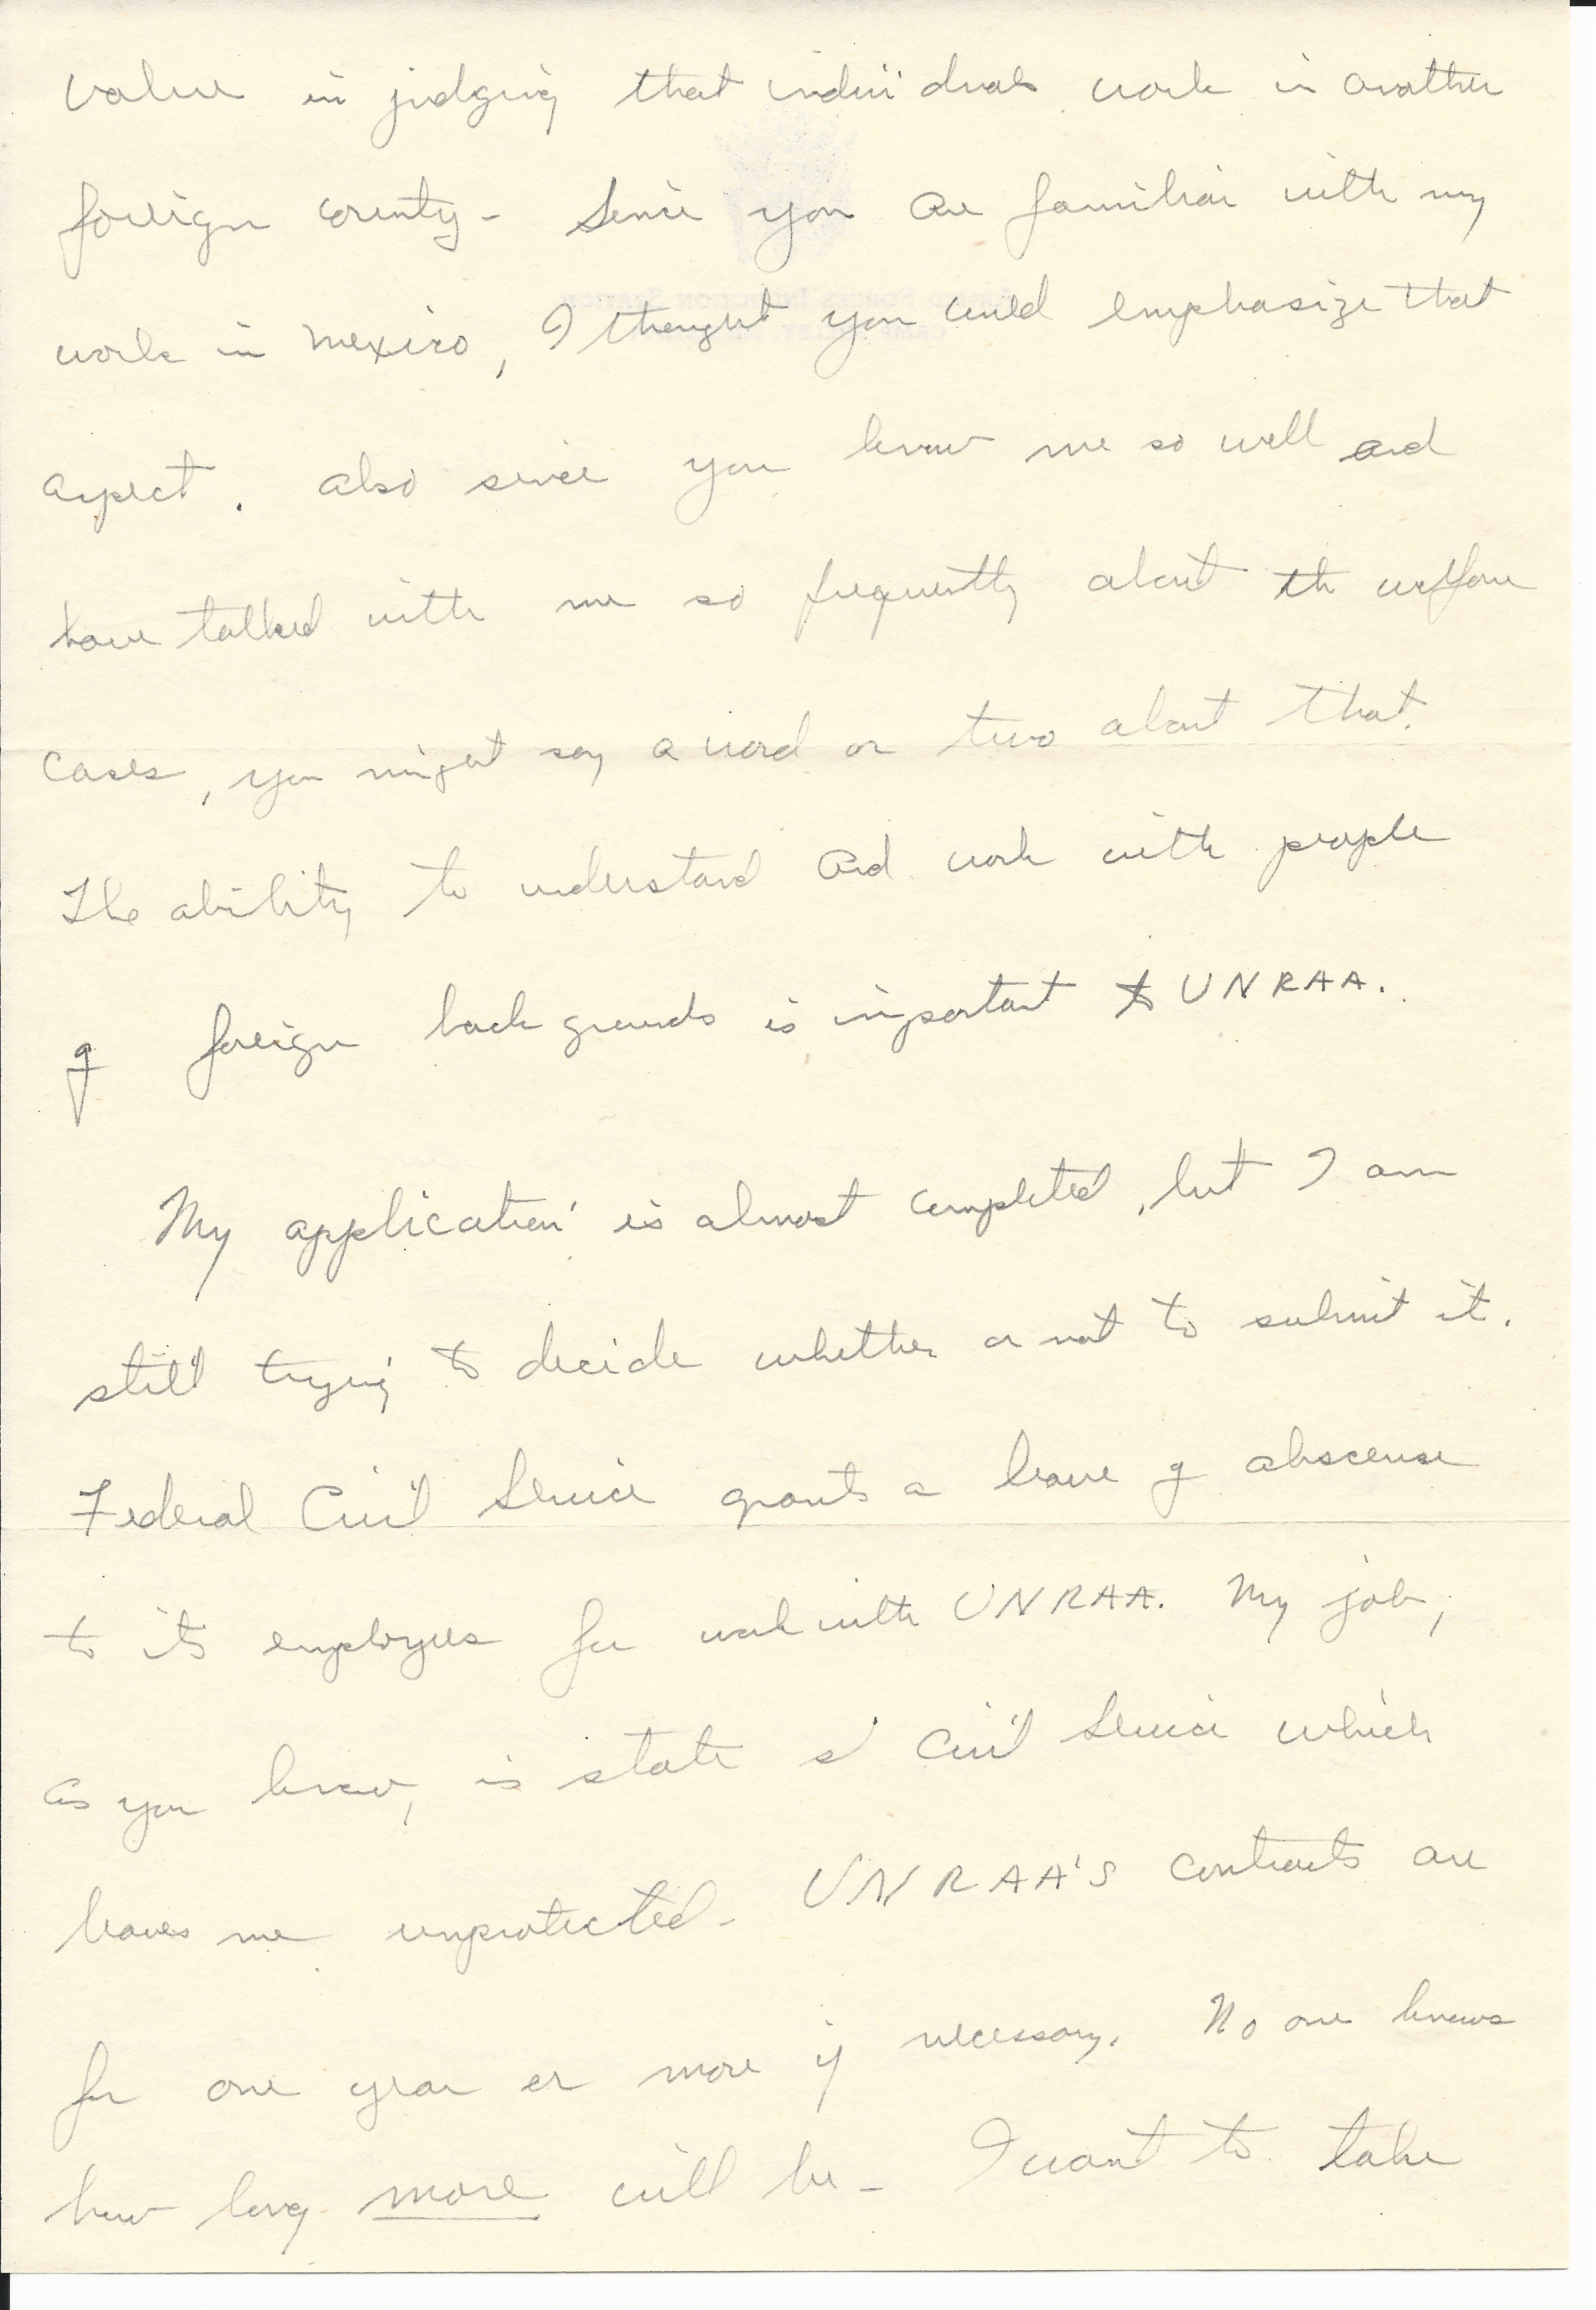 value in judging that individuals work in another
foreign county - Since you are familiar with my
work in Mexico, I thought you could emphasize that
aspect. Also since you know me so well and
have talked with me so frequently about th welfare
cases, you might say a word or two about that.
The ability to understand and work with people
of foreign back grounds is important to UNRAA.
My application is almost completed, but I am
still trying to decide whether or not to submit it.
Federal Civil Service grants a leave of abscense
to its employees for work with UNRAA. My job,
as you know, is state s civil service which
leaves me unprotected - UNRAA's contracts are
for one year or more if necessary. No one knows
how long more will be - I want to take